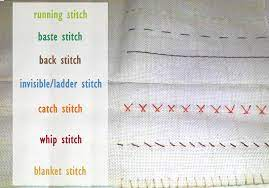 running stitch
baste stitch
back stitch
invisible/ladder stitch
catch stitch
whip stitch
blanket stitch